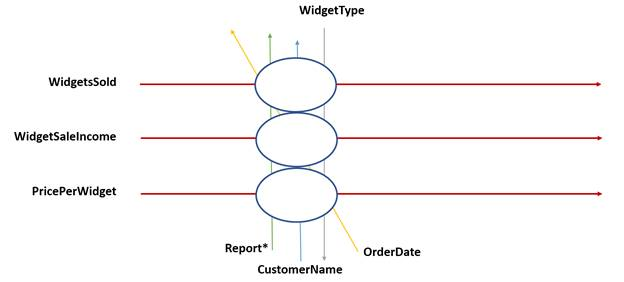 WidgetType
WidgetsSold
WidgetSaleIncome
PricePerWidget
Report*
OrderDate
CustomerName